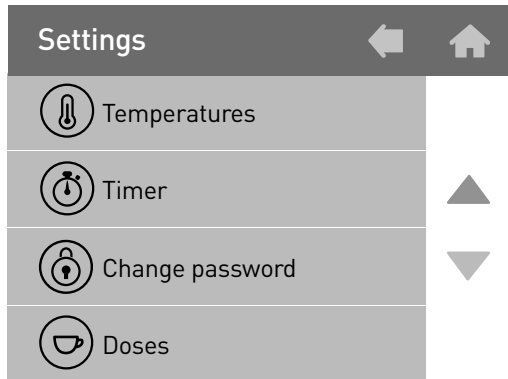 Settings
Temperatures
Timer
Change password
Doses